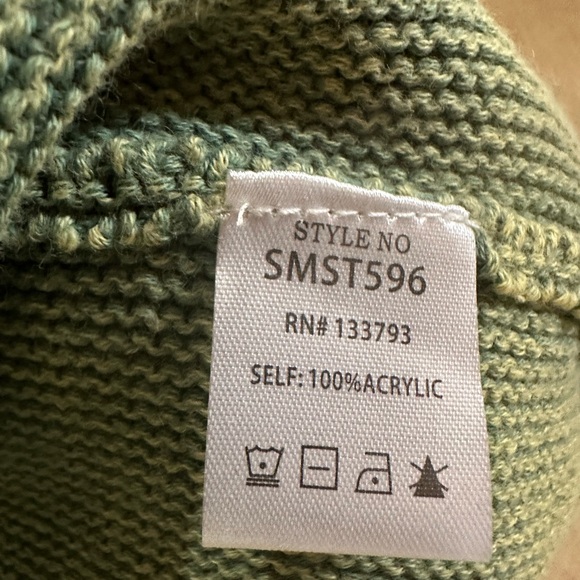 STYLE NO
SMST596
RN# 133793
SELF: 100%ACRYLIC